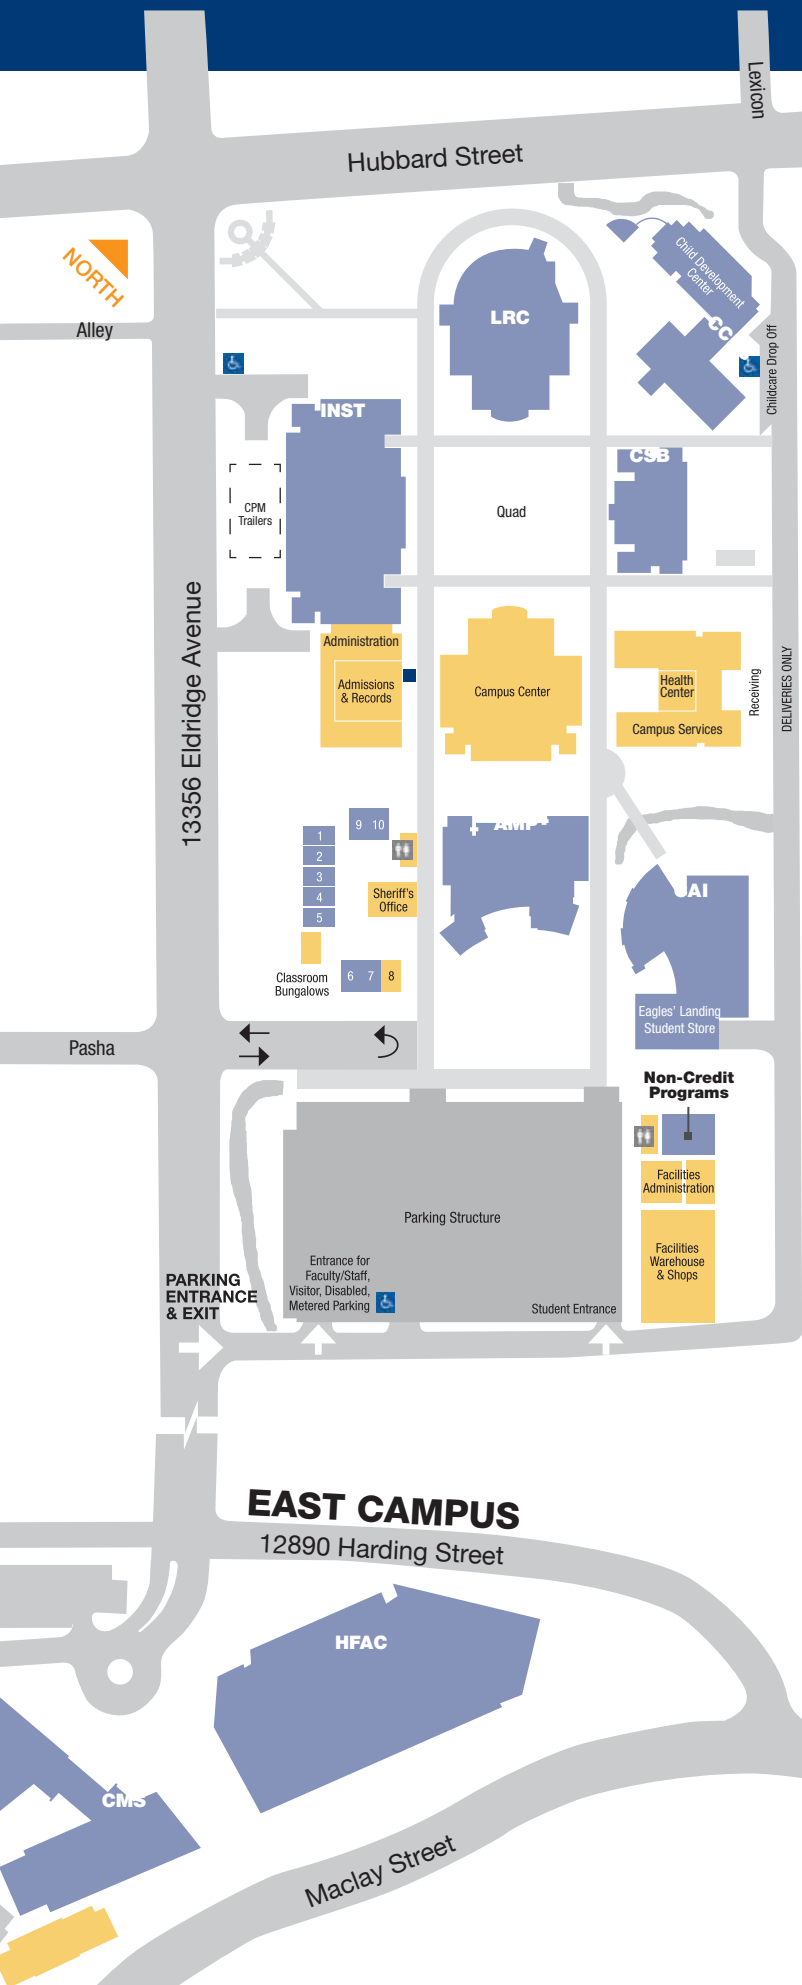 Lexicon
Hubbard Street
NORTH
Alley
Child Development
Center
CC
LRC
Childcare Drop Off
INST
CSB
CPM
Trailers
Quad
13356 Eldridge Avenue
Administration
Admissions
& Records
Campus Center
Health
Center
Campus Services
Receiving
DELIVERIES ONLY
9 10
1
2
3
4
5
Sheriff's
Office
6 7 8
Classroom
Bungalows
Eagles' Landing
Student Store
Pasha
Non-Credit
Programs
Facilities
Administration
Parking Structure
Facilities
Warehouse
& Shops
Entrance for
Faculty/Staff,
Visitor, Disabled,
Metered Parking
Student Entrance
PARKING
ENTRANCE
& EXIT
EAST CAMPUS
12890 Harding Street
HFAC
CMS
Maclay Street